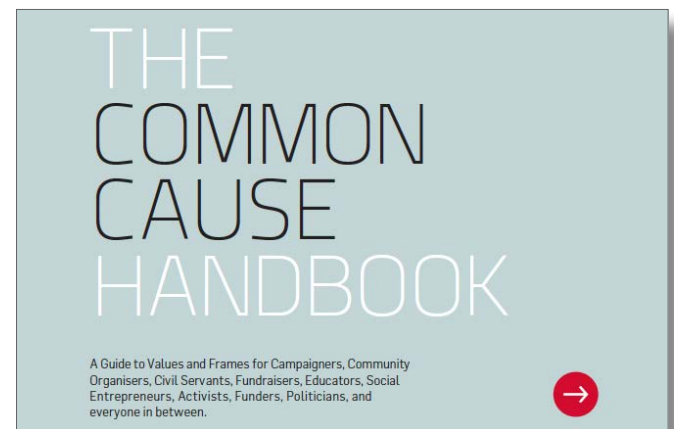 THE
COMMON
CAUSE
HANDBOOK
A Guide to Values and Frames for Campaigners, Community
Organisers, Civil Servants, Fundraisers, Educators, Social
Entrepreneurs, Activists, Funders, Politicians, and
everyone in between.